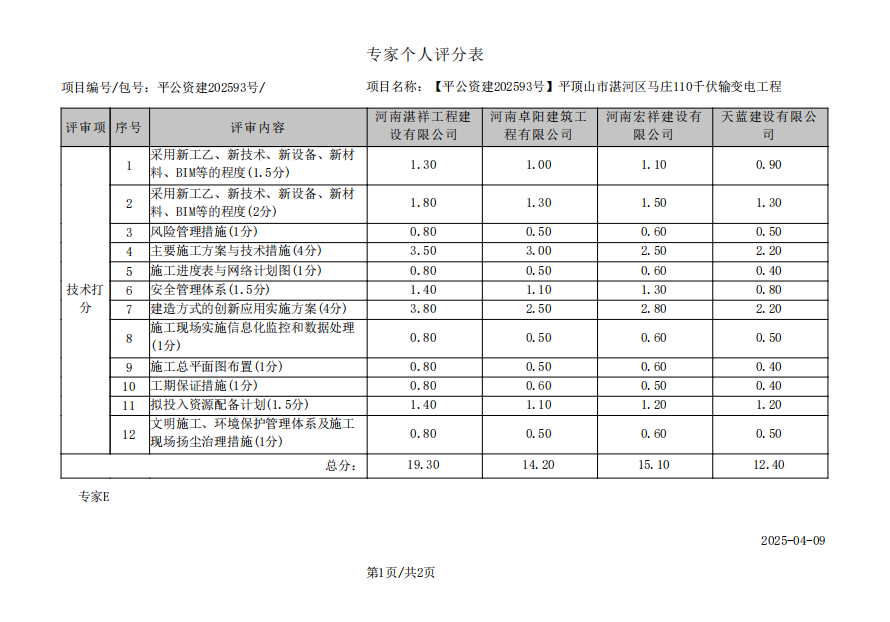 专家个人评分表
项目编号/包号: 平公资建202593号/ 项目名称: 【平公资建202593号】平顶山市湛河区马庄110千伏输变电工程
评审项 序号 评审内容 河南湛祥工程建设有限公司 河南卓阳建筑工程有限公司 河南宏祥建设有限公司 天蓝建设有限公司
技术打分
1 采用新工乙、新技术、新设备、新材料、BIM等的程度(1.5分) 1.30 1.00 1.10 0.90
2 采用新工乙、新技术、新设备、新材料、BIM等的程度(2分) 1.80 1.30 1.50 1.30
3 风险管理措施(1分) 0.80 0.50 0.60 0.50
4 主要施工方案与技术措施(4分) 3.50 3.00 2.50 2.20
5 施工进度表与网络计划图(1分) 0.80 0.50 0.60 0.40
6 安全管理体系(1.5分) 1.40 1.10 1.30 0.80
7 建造方式的创新应用实施方案(4分) 3.80 2.50 2.80 2.20
8 施工现场实施信息化监控和数据处理(1分) 0.80 0.50 0.60 0.50
9 施工总平面图布置(1分) 0.80 0.50 0.60 0.40
10 工期保证措施(1分) 0.80 0.60 0.50 0.40
11 拟投入资源配备计划(1.5分) 1.40 1.10 1.20 1.20
12 文明施工、环境保护管理体系及施工现场扬尘治理措施(1分) 0.80 0.50 0.60 0.50
总分: 19.30 14.20 15.10 12.40
专家E
2025-04-09
第1页/共2页